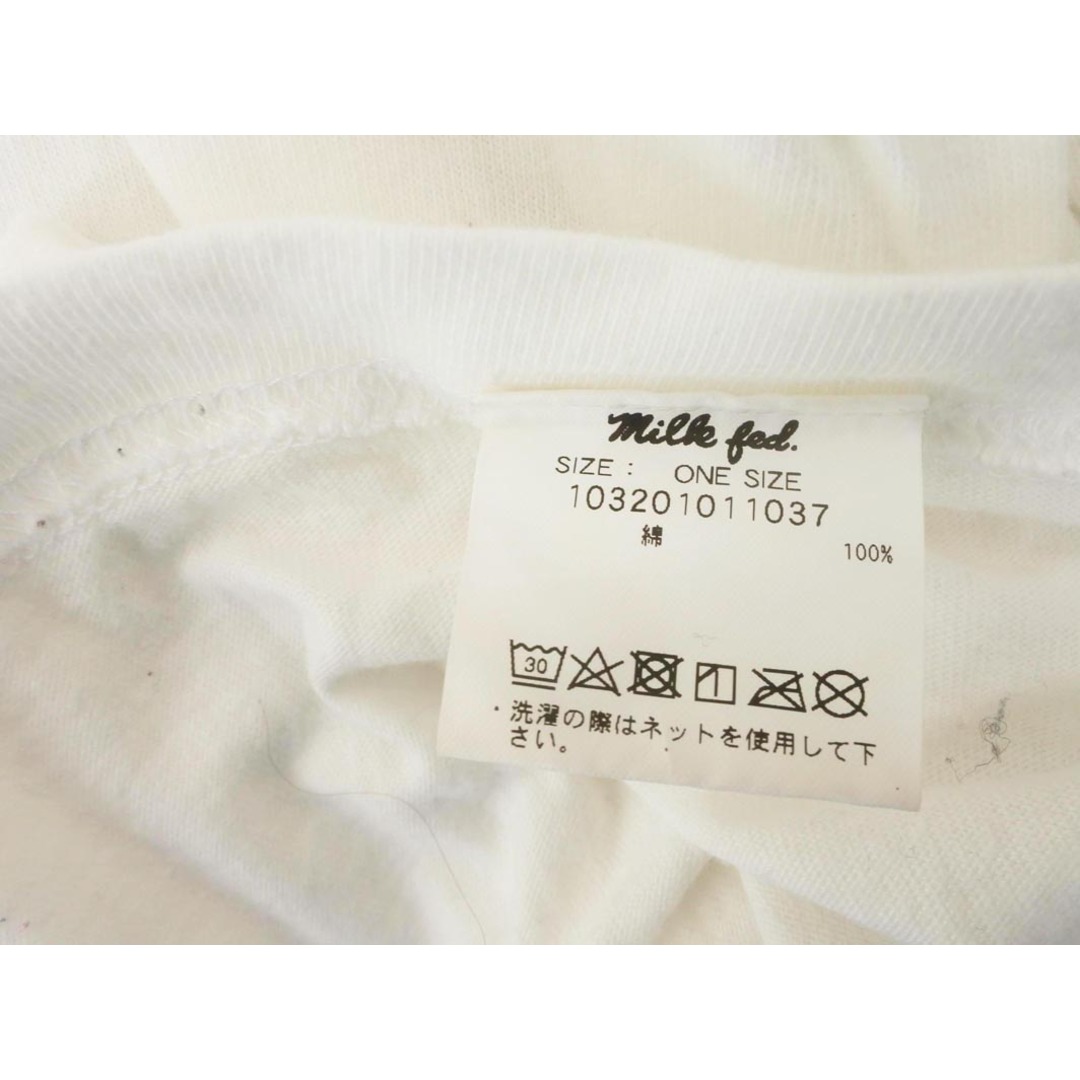 Milk fed.
SIZE : ONE SIZE
103201011037
綿 100%
30
・洗濯の際はネットを使用して下
さい。